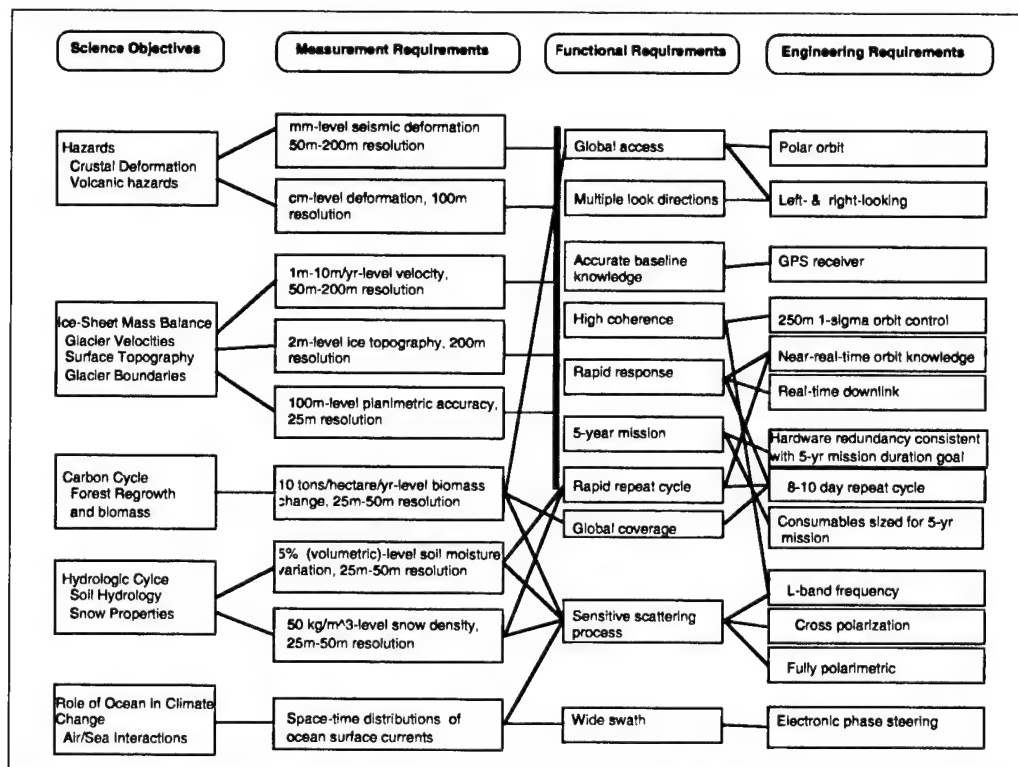 Science Objectives
Measurement Requirements
Functional Requirements
Engineering Requirements
Hazards
Crustal Deformation
Volcanic hazards
Ice-Sheet Mass Balance
Glacier Velocities
Surface Topography
Glacier Boundaries
Carbon Cycle
Forest Regrowth
and biomass
Hydrologic Cylce
Soil Hydrology
Snow Properties
Role of Ocean in Climate
Change
Air/Sea Interactions
mm-level seismic deformation
50m-200m resolution
cm-level deformation, 100m
resolution
1m-10m/yr-level velocity,
50m-200m resolution
2m-level ice topography, 200m
resolution
100m-level planimetric accuracy,
25m resolution
10 tons/hectare/yr-level biomass
change, 25m-50m resolution
5% (volumetric)-level soil moisture
variation, 25m-50m resolution
50 kg/m^3-level snow density,
25m-50m resolution
Space-time distributions of
ocean surface currents
Global access
Multiple look directions
Accurate baseline
knowledge
High coherence
Rapid response
5-year mission
Rapid repeat cycle
Global coverage
Sensitive scattering
process
Wide swath
Polar orbit
Left- & right-looking
GPS receiver
250m 1-sigma orbit control
Near-real-time orbit knowledge
Real-time downlink
Hardware redundancy consistent
with 5-yr mission duration goal
8-10 day repeat cycle
Consumables sized for 5-yr
mission
L-band frequency
Cross polarization
Fully polarimetric
Electronic phase steering